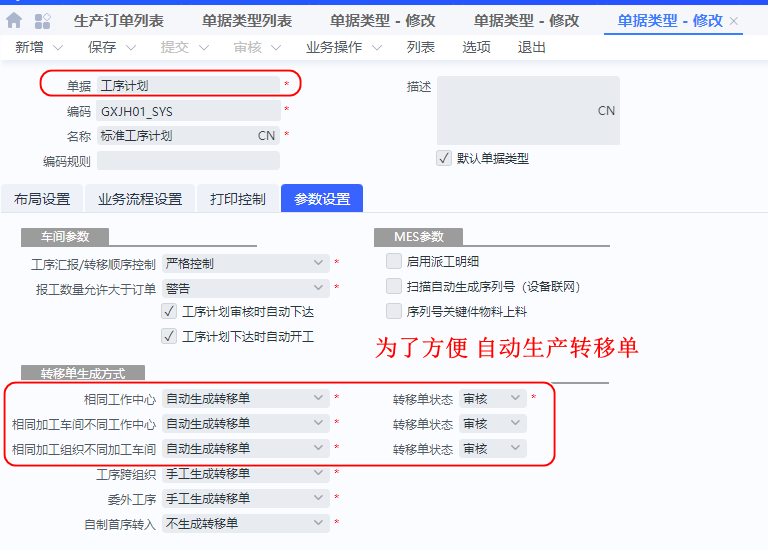 生产订单列表 单据类型列表 单据类型 - 修改 单据类型 - 修改 单据类型 - 修改 ×
新增 保存 提交 审核 业务操作 列表 选项 退出
单据 工序计划 * 描述 CN
编码 GXJH01_SYS *
名称 标准工序计划 CN *
编码规则 默认单据类型
布局设置 业务流程设置 打印控制 参数设置
车间参数 MES参数
工序汇报/转移顺序控制 严格控制 * 启用派工明细
报工数量允许大于订单 警告 * 扫描自动生成序列号（设备联网）
工序计划审核时自动下达 序列号关键件物料上料
工序计划下达时自动开工
为了方便 自动生产转移单
转移单生成方式
相同工作中心 自动生成转移单 * 转移单状态 审核 *
相同加工车间不同工作中心 自动生成转移单 * 转移单状态 审核
相同加工组织不同加工车间 自动生成转移单 * 转移单状态 审核
工序跨组织 手工生成转移单 *
委外工序 手工生成转移单 *
自制首序转入 不生成转移单 *